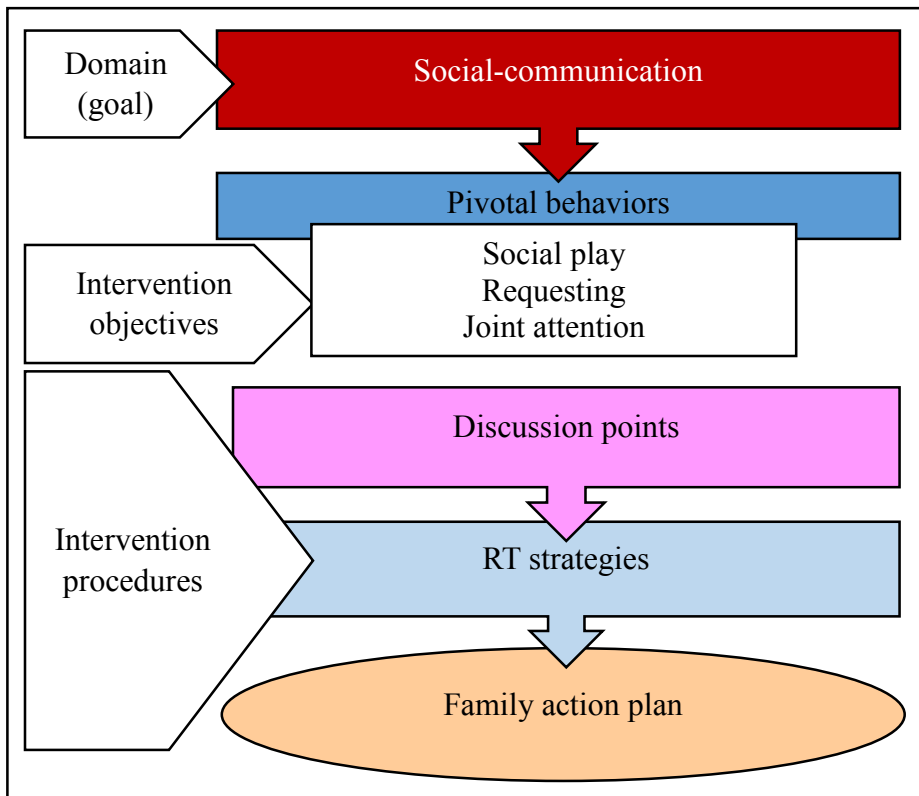 Domain
(goal)
Social-communication
Pivotal behaviors
Intervention
objectives
Social play
Requesting
Joint attention
Intervention
procedures
Discussion points
RT strategies
Family action plan